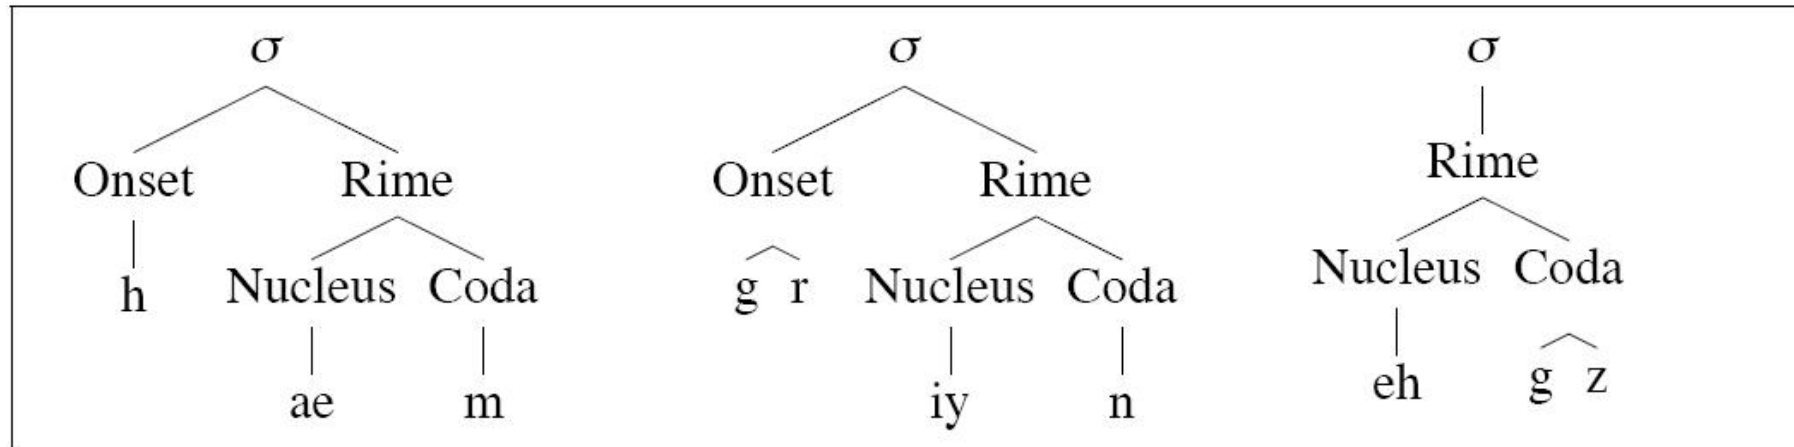 σ σ σ
Onset Rime Onset Rime Rime
h Nucleus Coda g r Nucleus Coda Nucleus Coda
ae m iy n eh g z